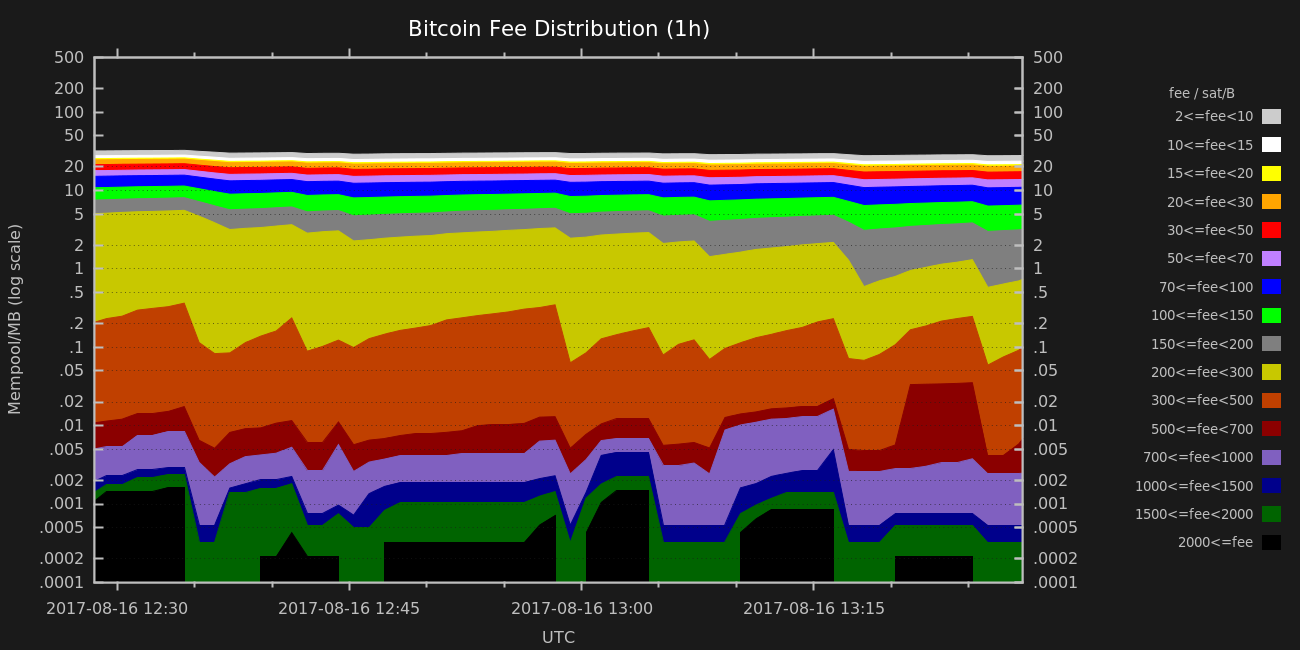 Bitcoin Fee Distribution (1h)
500 500
200 200
100 100
50 50
20 20
10 10
5 5
2 2
1 1
.5 .5
.2 .2
.1 .1
.05 .05
.02 .02
.01 .01
.005 .005
.002 .002
.001 .001
.0005 .0005
.0002 .0002
.0001 .0001
Mempool/MB (log scale)
2017-08-16 12:30 2017-08-16 12:45 2017-08-16 13:00 2017-08-16 13:15
UTC
fee / sat/B
2<=fee<10
10<=fee<15
15<=fee<20
20<=fee<30
30<=fee<50
50<=fee<70
70<=fee<100
100<=fee<150
150<=fee<200
200<=fee<300
300<=fee<500
500<=fee<700
700<=fee<1000
1000<=fee<1500
1500<=fee<2000
2000<=fee